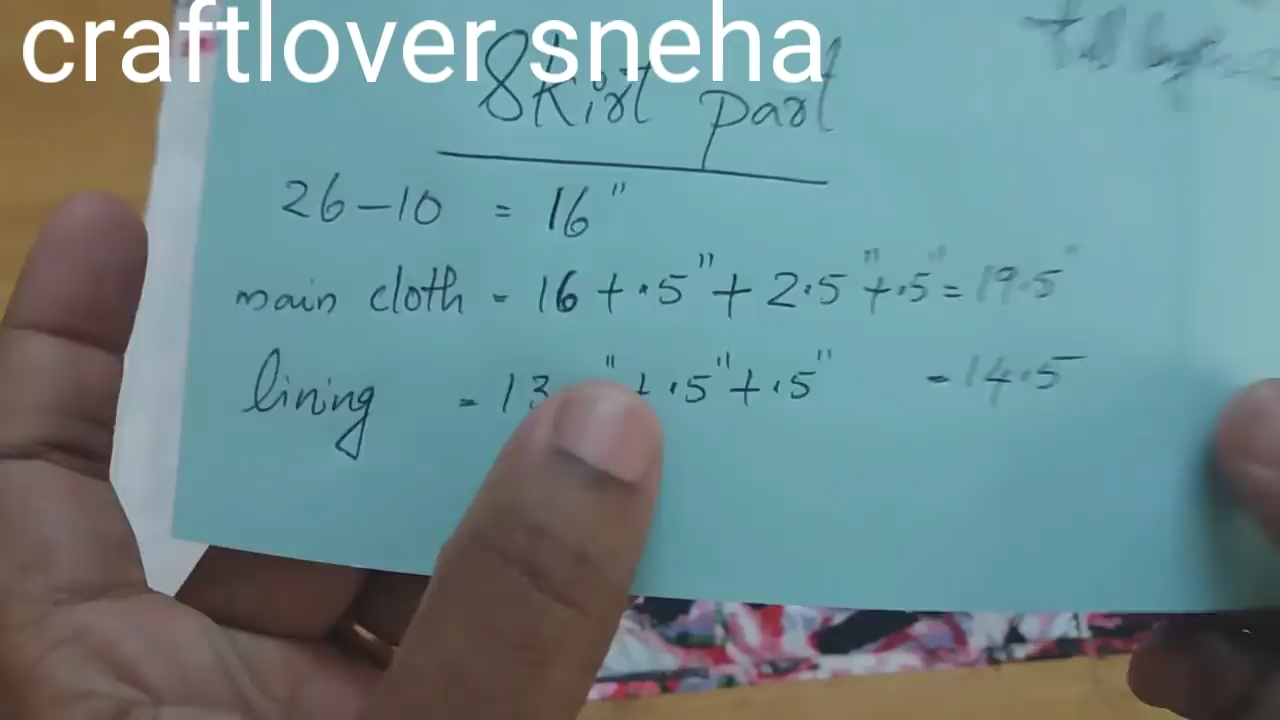 craftlover sneha
Skirt part
26-10 = 16"
main cloth = 16 + .5" + 2.5" + .5" = 19.5"
lining = 13 " + .5" + .5" = 14.5